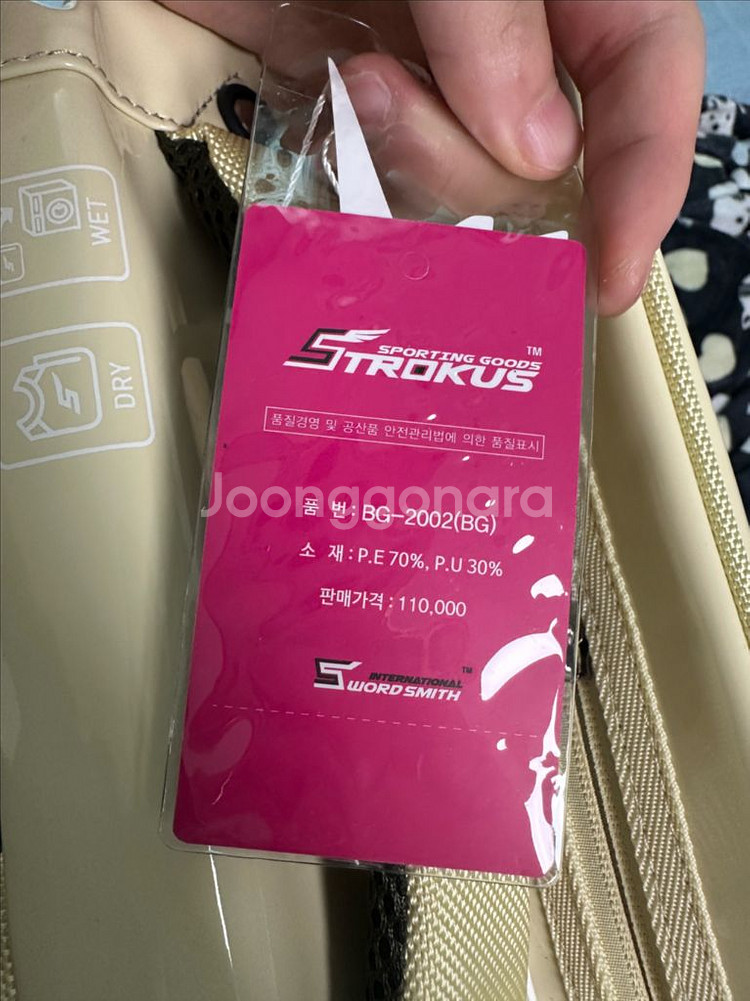 WET
DRY
SPORTING GOODS TM
STROKUS
품질경영 및 공산품 안전관리법에 의한 품질표시
Joonggonara
품 번 : BG-2002(BG)
소 재 : P.E 70%, P.U 30%
판매가격 : 110,000
INTERNATIONAL TM
SWORD SMITH